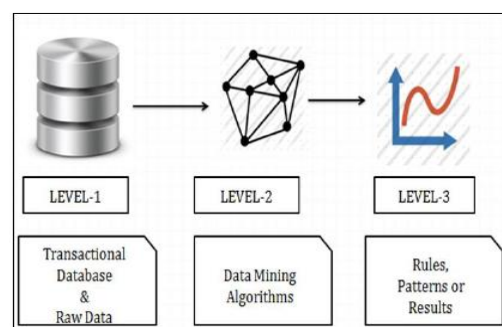 LEVEL-1
LEVEL-2
LEVEL-3
Transactional
Database
&
Raw Data
Data Mining
Algorithms
Rules,
Patterns or
Results